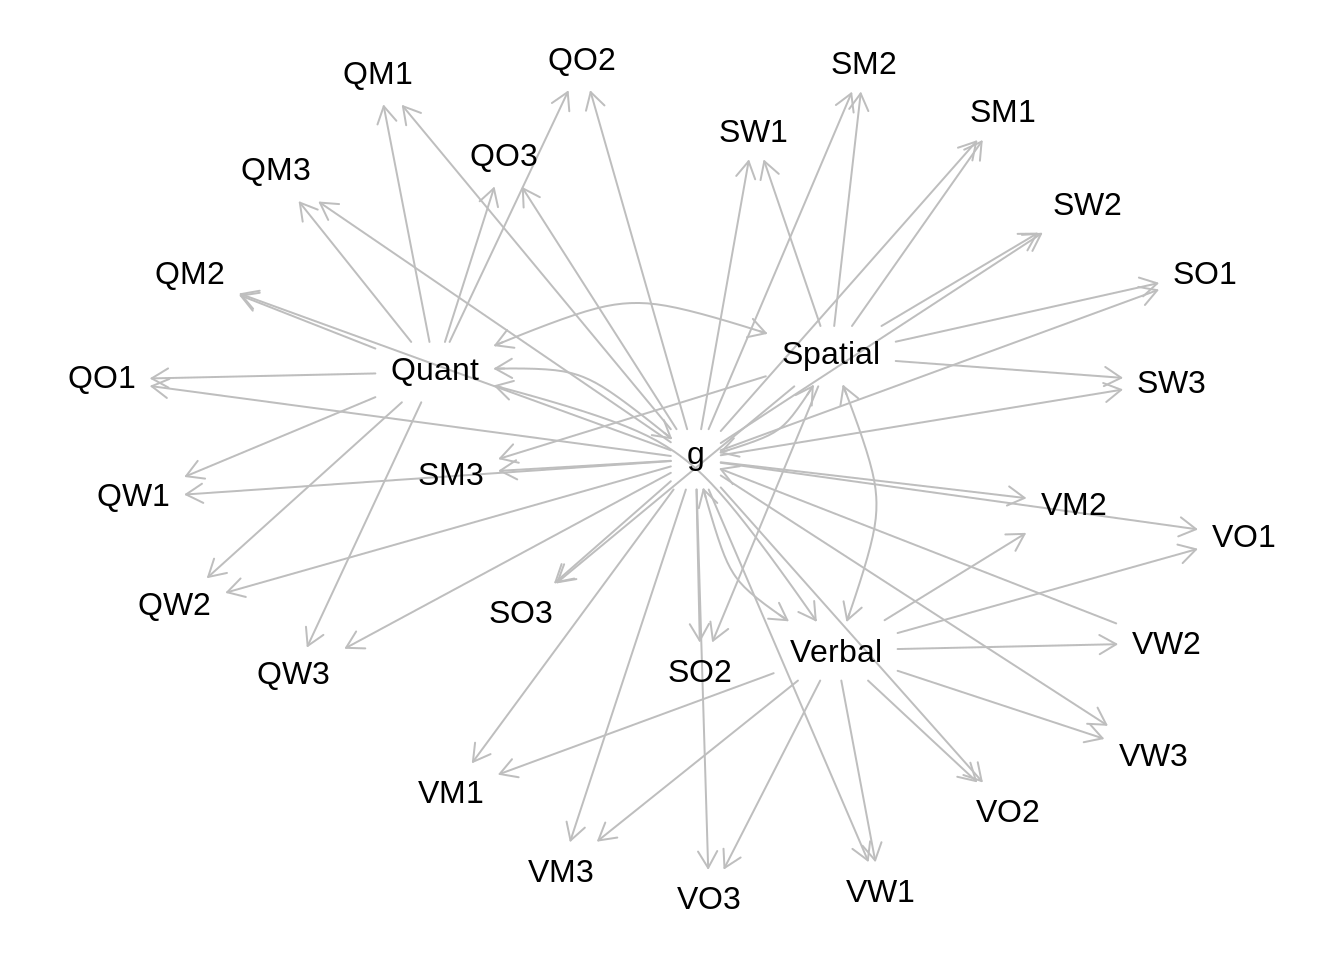 QO2
SM2
QM1
SM1
SW1
QO3
QM3
SW2
QM2
SO1
Spatial
Quant
QO1
SW3
g
SM3
QW1
VM2
VO1
QW2
SO3
VW2
Verbal
SO2
QW3
VW3
VM1
VO2
VM3
VW1
VO3